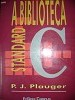 A BIBLIOTECA
STANDARD
C
P. J. Plauger